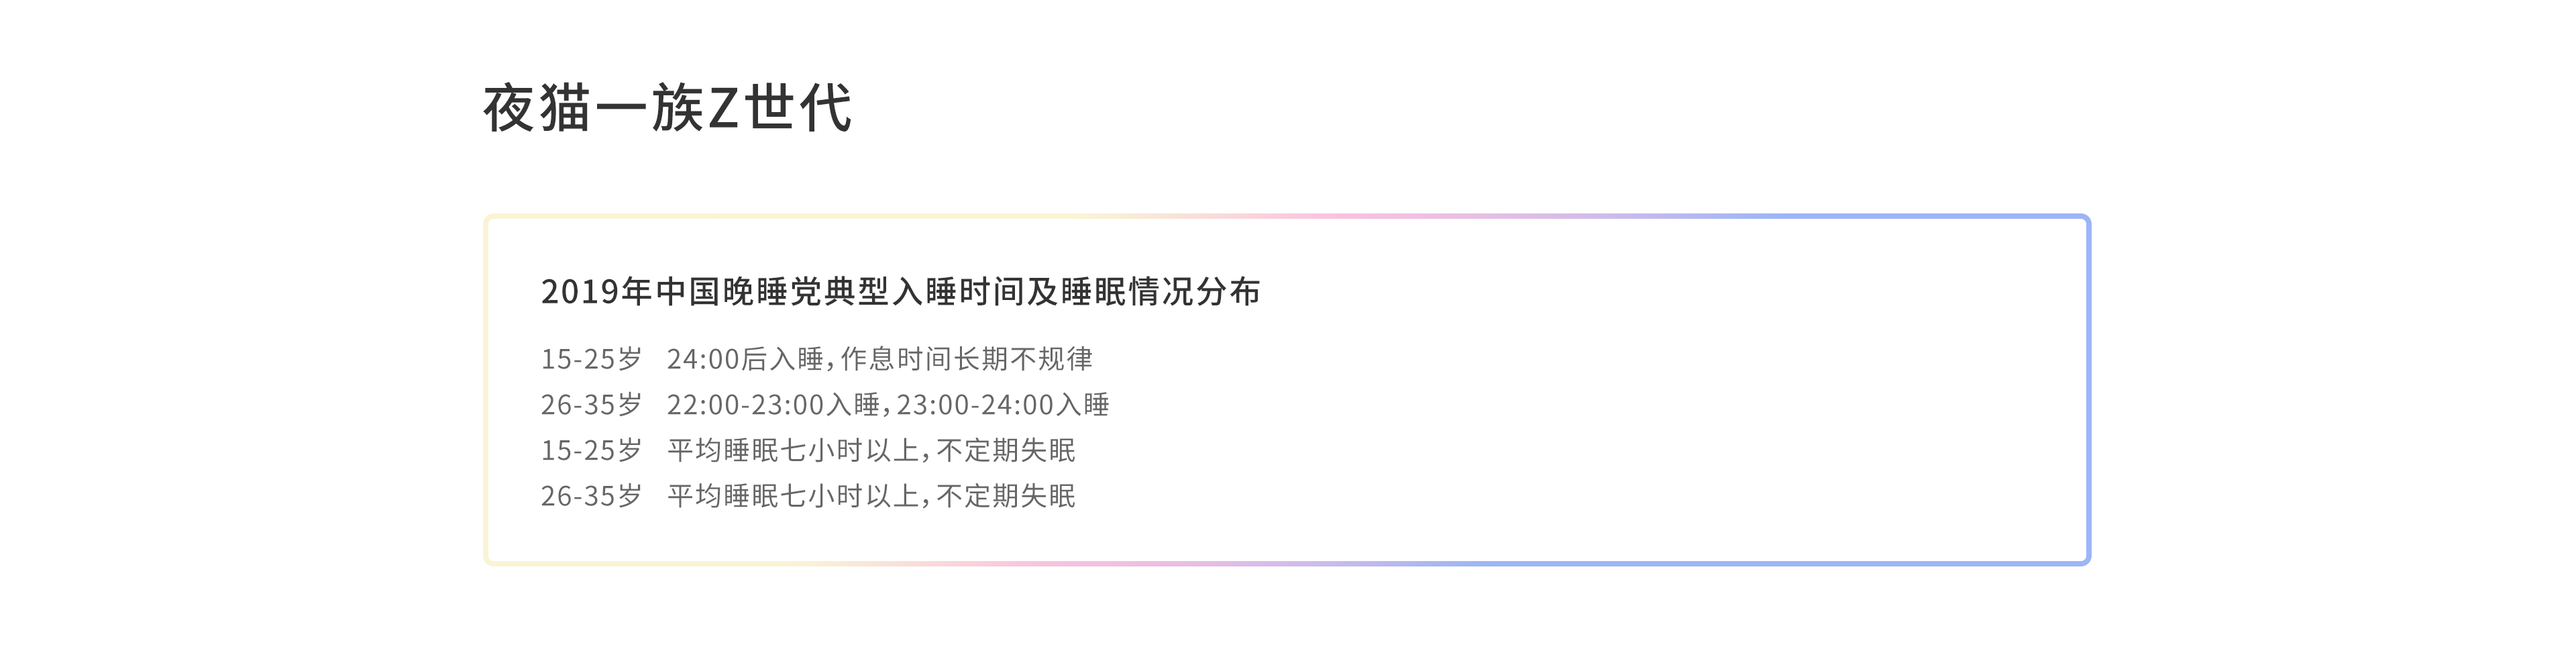 夜猫一族Z世代
2019年中国晚睡党典型入睡时间及睡眠情况分布
15-25岁 24:00后入睡，作息时间长期不规律
26-35岁 22:00-23:00入睡，23:00-24:00入睡
15-25岁 平均睡眠七小时以上，不定期失眠
26-35岁 平均睡眠七小时以上，不定期失眠